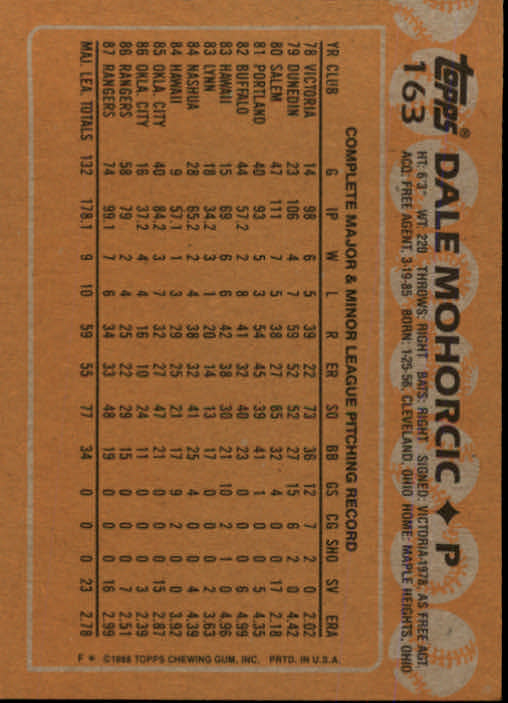 topps® DALE MOHORCIC ✦ P
163
HT: 6'3" WT: 220 THROWS: RIGHT BATS: RIGHT SIGNED: VICTORIA-1978, AS FREE AGT.
ACQ: FREE AGENT, 3-19-85 BORN: 1-25-56, CLEVELAND, OHIO HOME: MAPLE HEIGHTS, OHIO
COMPLETE MAJOR & MINOR LEAGUE PITCHING RECORD
YR CLUB G IP W L R ER SO BB GS CG SHO SV ERA
78 VICTORIA 14 98 6 5 39 22 73 36 12 7 2 0 2.02
79 DUNEDIN 23 106 4 7 59 52 52 27 15 6 2 0 4.42
80 SALEM 47 111 7 5 38 27 65 32 4 0 0 17 2.18
81 PORTLAND 40 93 5 3 54 45 39 41 1 0 0 5 4.35
82 BUFFALO 44 57.2 2 8 41 32 40 23 0 0 0 6 4.99
83 HAWAII 15 69 6 6 42 38 30 21 10 2 1 0 4.96
83 LYNN 18 34.2 3 1 20 14 13 17 0 0 0 2 3.63
84 NASHUA 28 65.2 2 4 38 32 41 25 4 0 0 4 4.39
84 HAWAII 9 57.1 1 3 29 25 21 17 9 2 0 0 3.92
85 OKLA. CITY 40 84.2 3 7 32 27 47 21 0 0 0 15 2.87
86 OKLA. CITY 16 37.2 4 4 16 10 24 11 0 0 0 3 2.39
86 RANGERS 58 79 2 4 25 22 29 15 0 0 0 7 2.51
87 RANGERS 74 99.1 7 6 34 33 48 19 0 0 0 16 2.99
MAJ. LEA. TOTALS 132 178.1 9 10 59 55 77 34 0 0 0 23 2.78
F * ©1988 TOPPS CHEWING GUM, INC. PRTD. IN U.S.A.